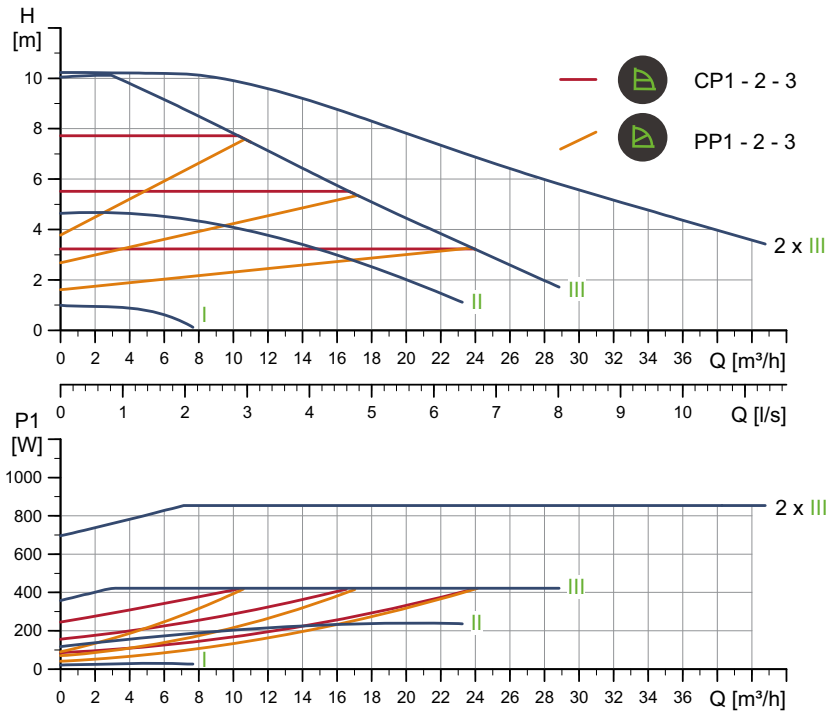 H
[m]
10
8
6
4
2
0
CP1 - 2 - 3
PP1 - 2 - 3
2 x III
III
II
I
0 2 4 6 8 10 12 14 16 18 20 22 24 26 28 30 32 34 36 Q [m³/h]
0 1 2 3 4 5 6 7 8 9 10 Q [l/s]
P1
[W]
1000
800
600
400
200
0
2 x III
III
II
I
0 2 4 6 8 10 12 14 16 18 20 22 24 26 28 30 32 34 36 Q [m³/h]